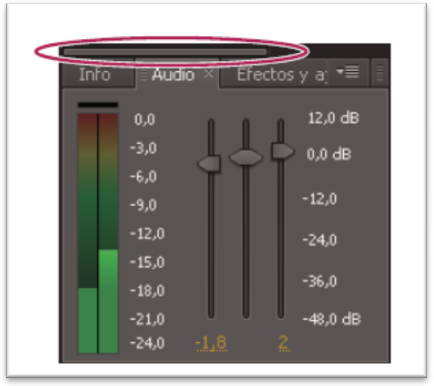 Info Audio × Efectos y aj
0,0 12,0 dB
-3,0 0,0 dB
-6,0
-9,0 -12,0
-12,0 -24,0
-15,0
-18,0 -36,0
-21,0 -48,0 dB
-24,0 -1,8 2